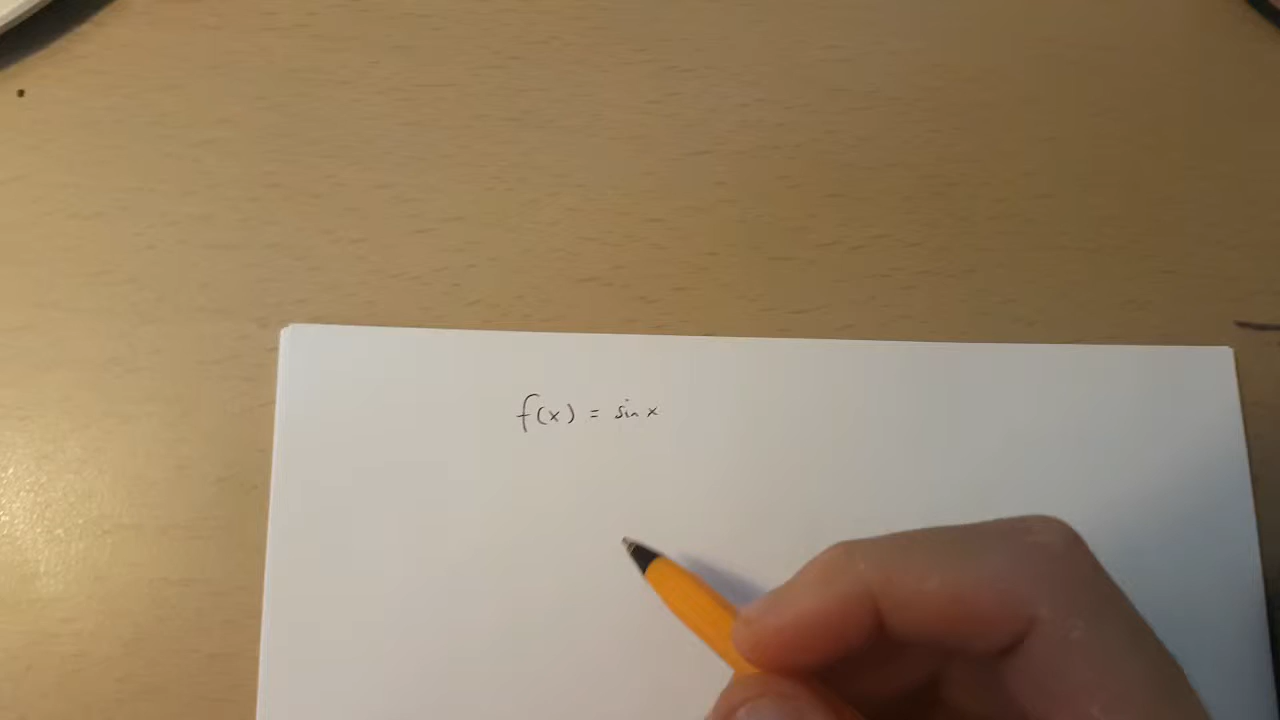 f(x) = sin x